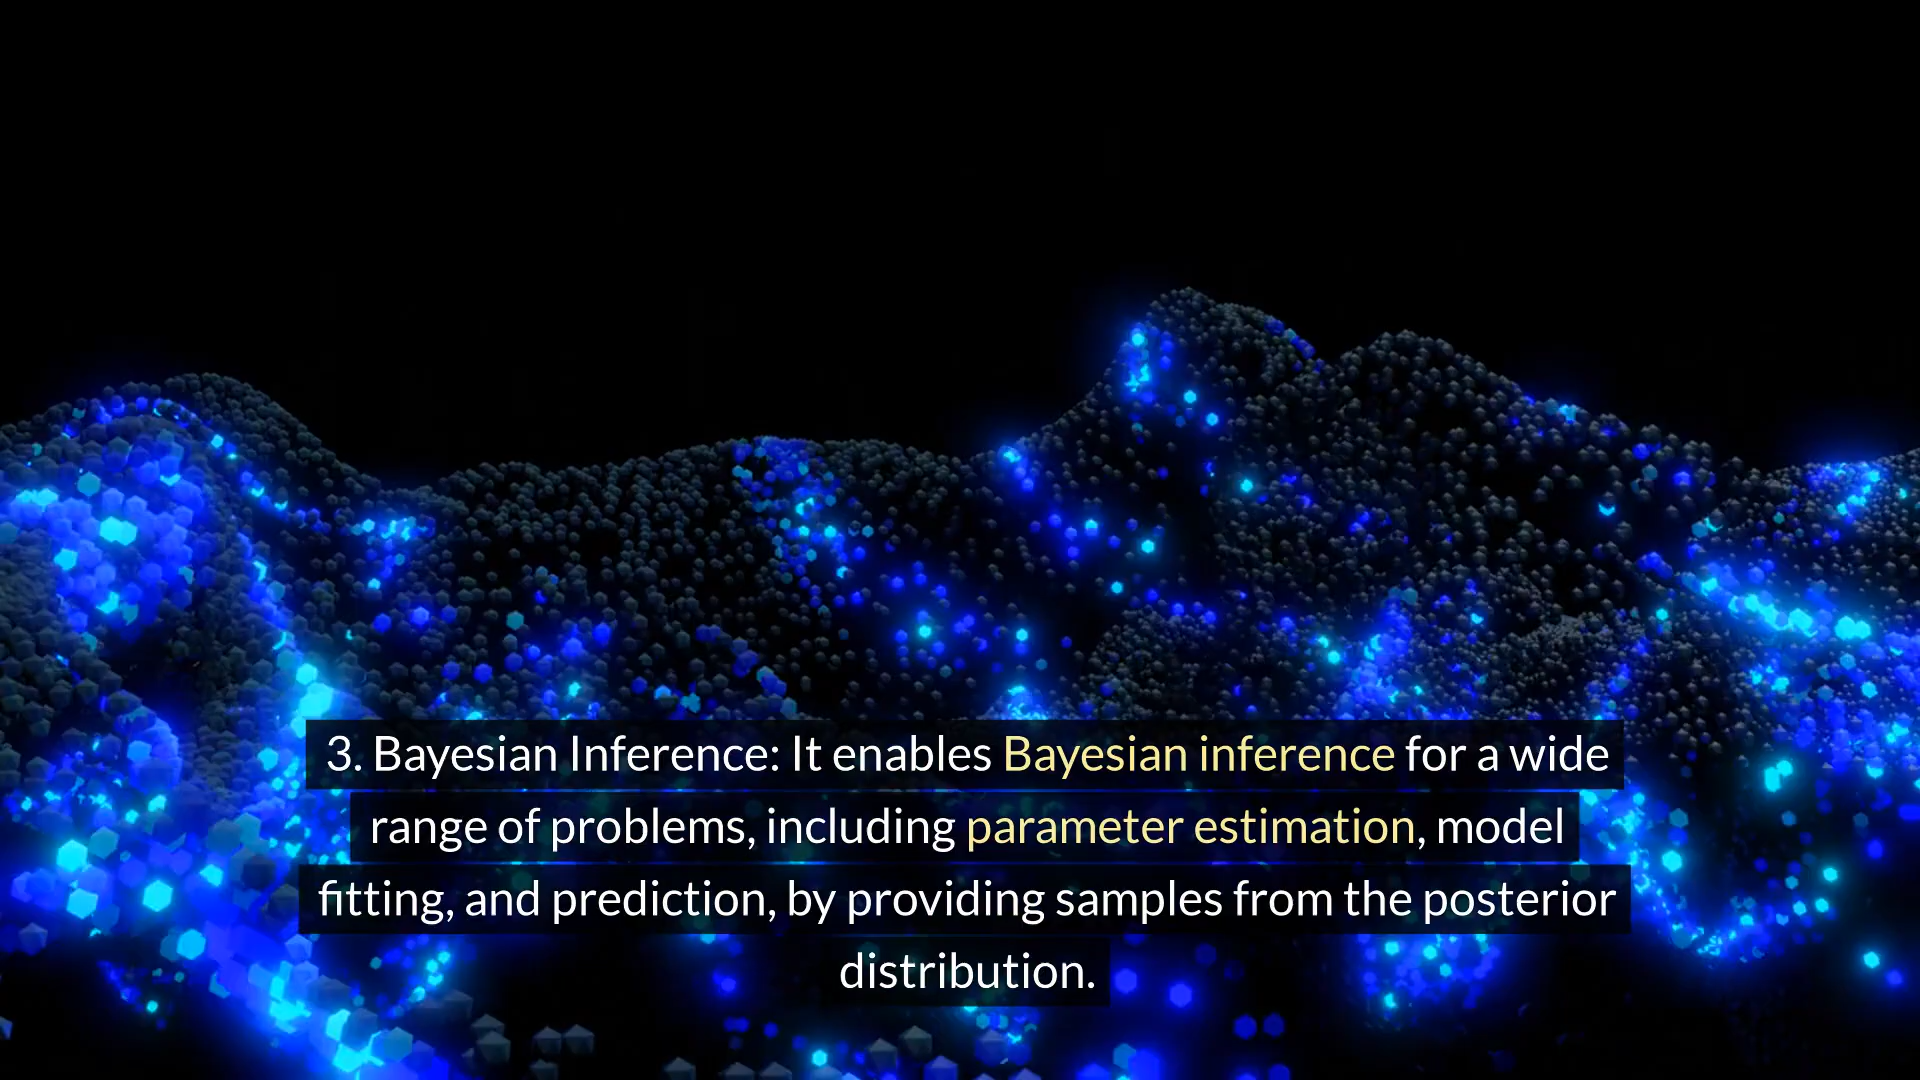 3. Bayesian Inference: It enables Bayesian inference for a wide
range of problems, including parameter estimation, model
fitting, and prediction, by providing samples from the posterior
distribution.